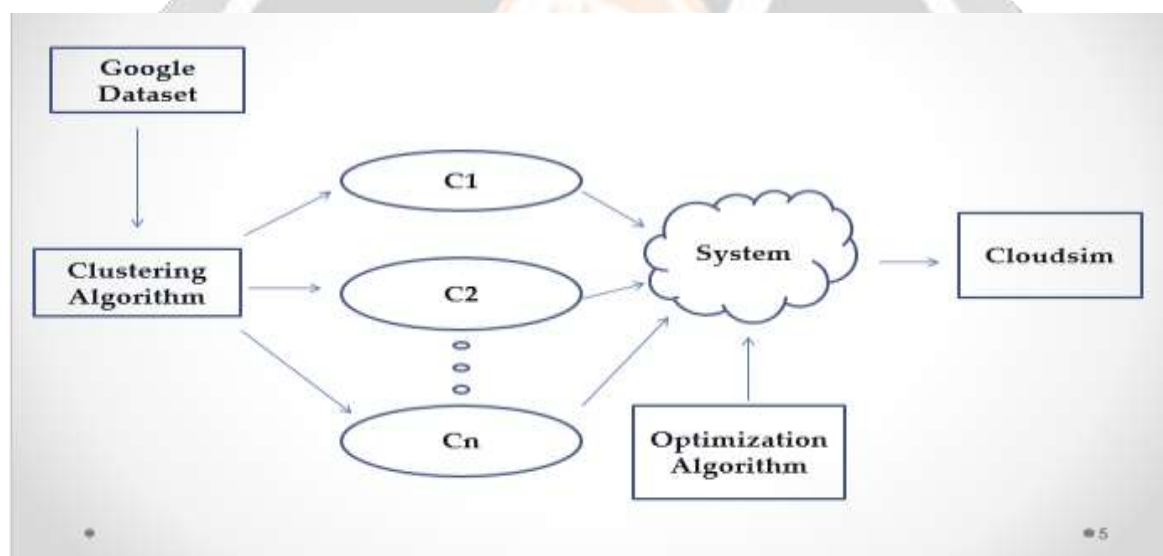 Google
Dataset
C1
Clustering
Algorithm
C2
System
Cloudsim
Cn
Optimization
Algorithm
5